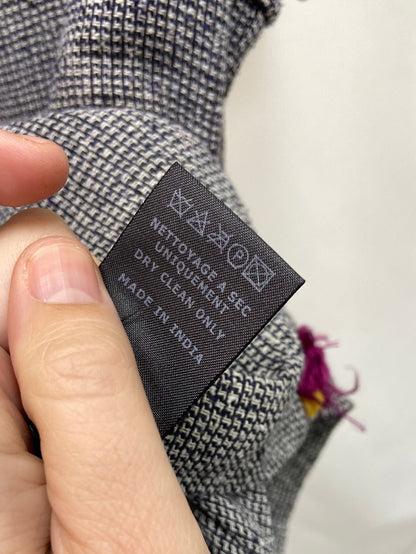 P
NETTOYAGE A SEC
UNIQUEMENT
DRY CLEAN ONLY
MADE IN INDIA